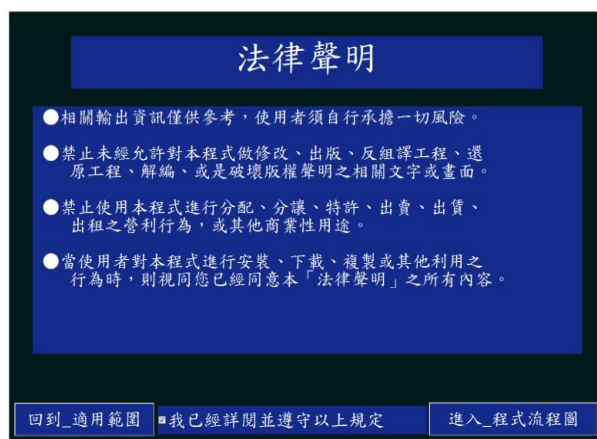 法律聲明
●相關輸出資訊僅供參考，使用者須自行承擔一切風險。
●禁止未經允許對本程式做修改、出版、反組譯工程、還
原工程、解編、或是破壞版權聲明之相關文字或畫面。
●禁止使用本程式進行分配、分讓、特許、出賣、出賃、
出租之營利行為，或其他商業性用途。
●當使用者對本程式進行安裝、下載、複製或其他利用之
行為時，則視同您已經同意本「法律聲明」之所有內容。
回到_適用範圍
我已經詳閱並遵守以上規定
進入_程式流程圖